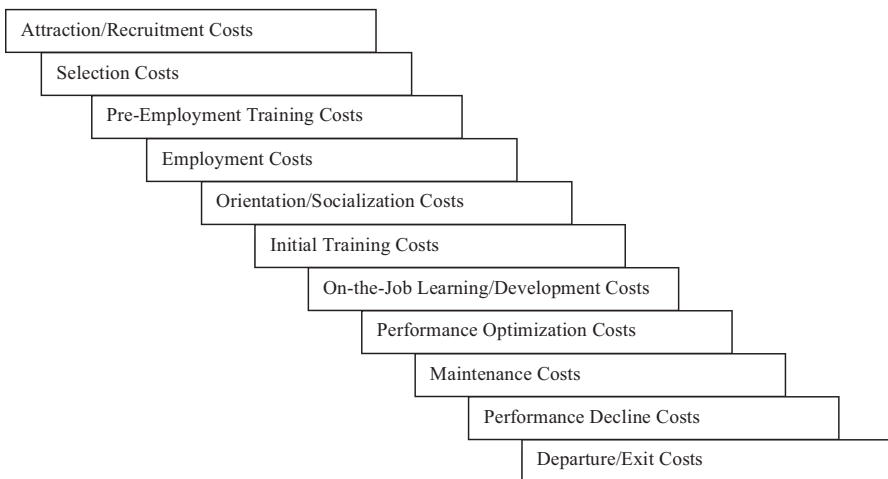 Attraction/Recruitment Costs
Selection Costs
Pre-Employment Training Costs
Employment Costs
Orientation/Socialization Costs
Initial Training Costs
On-the-Job Learning/Development Costs
Performance Optimization Costs
Maintenance Costs
Performance Decline Costs
Departure/Exit Costs